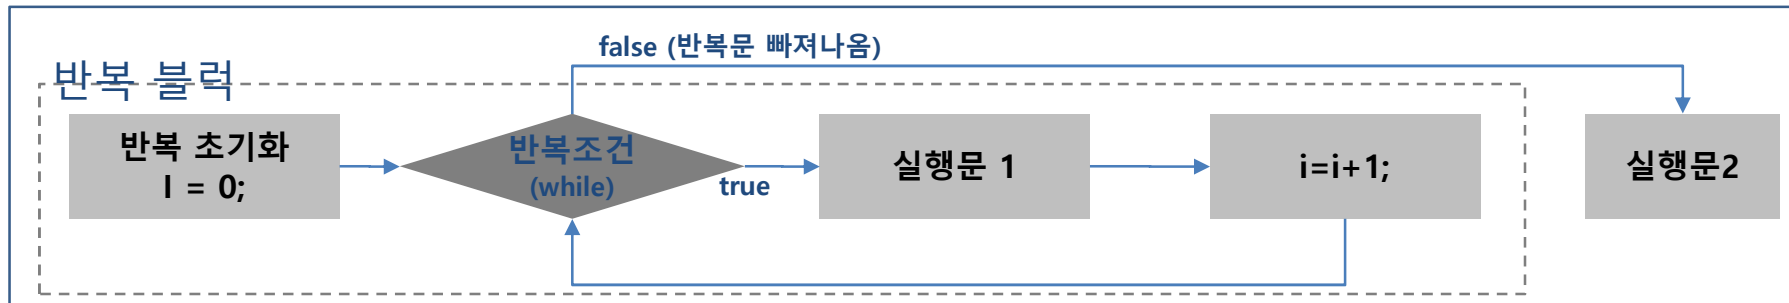 false (반복문 빠져나옴)
반복 블럭
반복 초기화
I = 0;
반복조건
(while)
true
실행문 1
i=i+1;
실행문2